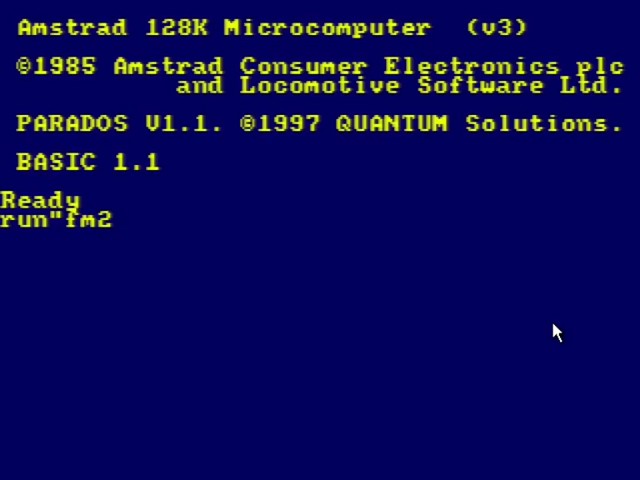 Amstrad 128K Microcomputer  (v3)
©1985 Amstrad Consumer Electronics plc
and Locomotive Software Ltd.
PARADOS V1.1. ©1997 QUANTUM Solutions.
BASIC 1.1
Ready
run"fm2